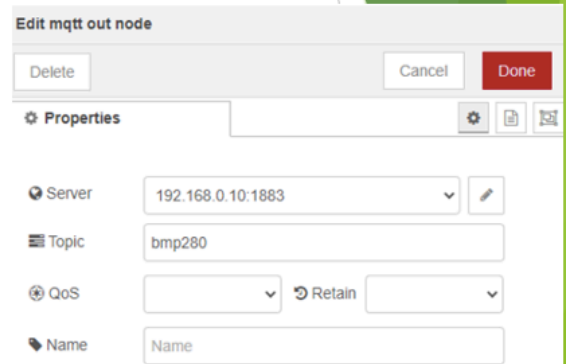 Edit mqtt out node
Delete Cancel Done
Properties
Server 192.168.0.10:1883
Topic bmp280
QoS Retain
Name Name